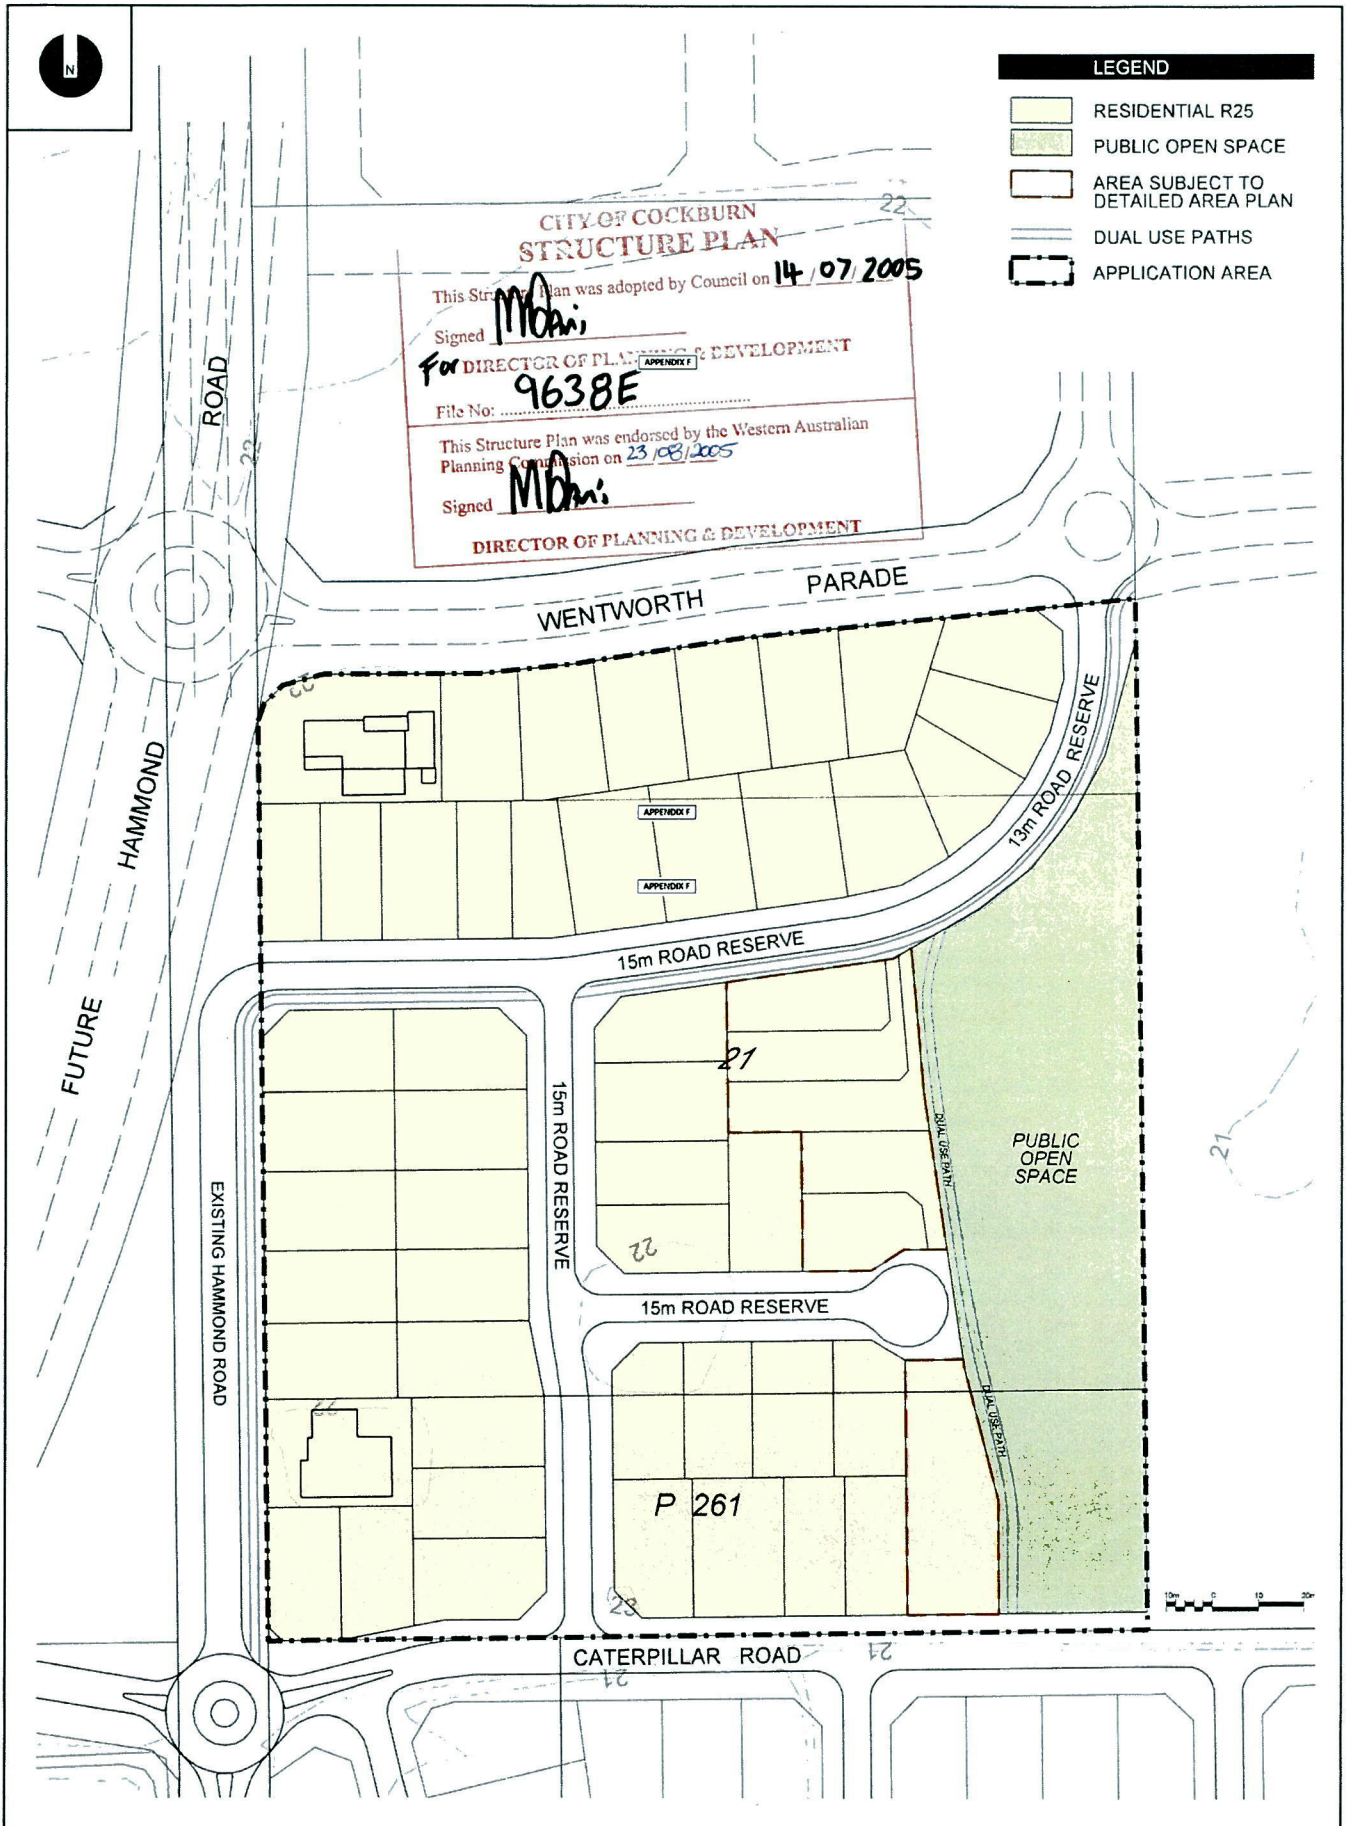 N
LEGEND
RESIDENTIAL R25
PUBLIC OPEN SPACE
AREA SUBJECT TO
DETAILED AREA PLAN
DUAL USE PATHS
APPLICATION AREA
22
CITY OF COCKBURN
STRUCTURE PLAN
This Structure Plan was adopted by Council on 14/07/2005
Signed
For DIRECTOR OF PLANNING & DEVELOPMENT
APPENDIX F
File No: 9638E
This Structure Plan was endorsed by the Western Australian
Planning Commission on 23/08/2005
Signed
DIRECTOR OF PLANNING & DEVELOPMENT
ROAD
22
WENTWORTH PARADE
22
HAMMOND
FUTURE
13m ROAD RESERVE
APPENDIX F
APPENDIX F
15m ROAD RESERVE
21
15m ROAD RESERVE
DUAL USE PATH
PUBLIC
OPEN
SPACE
21
EXISTING HAMMOND ROAD
22
15m ROAD RESERVE
DUAL USE PATH
P 261
23
10m 0 10 20m
CATERPILLAR ROAD
21
21